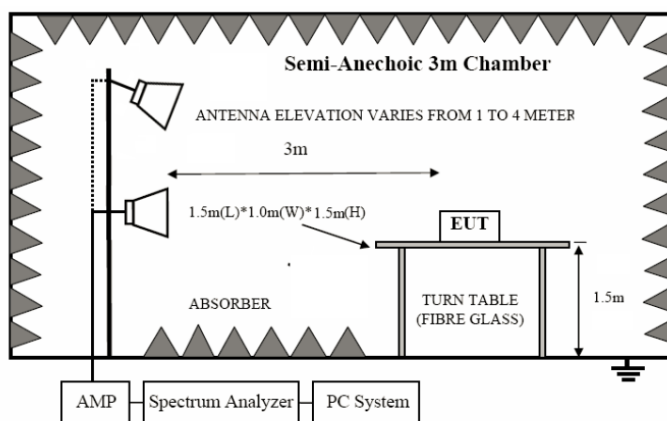 Semi-Anechoic 3m Chamber
ANTENNA ELEVATION VARIES FROM 1 TO 4 METER
3m
1.5m(L)*1.0m(W)*1.5m(H)
EUT
1.5m
ABSORBER
TURN TABLE
(FIBRE GLASS)
AMP
Spectrum Analyzer
PC System